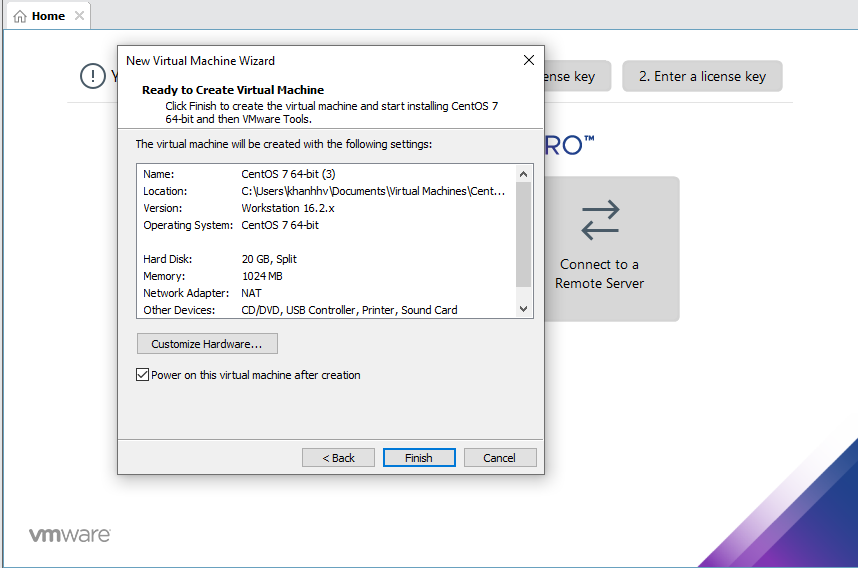 Home
New Virtual Machine Wizard
Ready to Create Virtual Machine
Click Finish to create the virtual machine and start installing CentOS 7
64-bit and then VMware Tools.
2. Enter a license key
The virtual machine will be created with the following settings:
RO™
Name: CentOS 7 64-bit (3)
Location: C:\Users\khanhhv\Documents\Virtual Machines\Cent...
Version: Workstation 16.2.x
Operating System: CentOS 7 64-bit
Hard Disk: 20 GB, Split
Memory: 1024 MB
Network Adapter: NAT
Other Devices: CD/DVD, USB Controller, Printer, Sound Card
Connect to a
Remote Server
Customize Hardware...
Power on this virtual machine after creation
< Back Finish Cancel
vmware